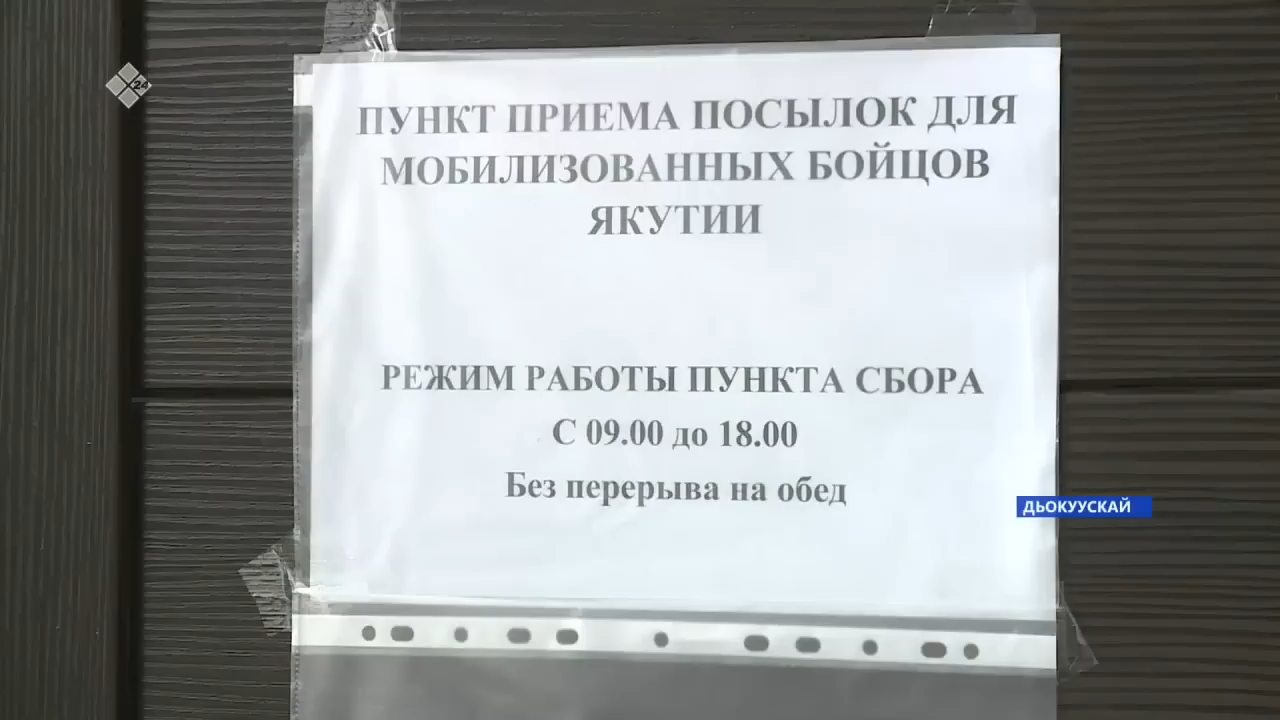 24
ПУНКТ ПРИЕМА ПОСЫЛОК ДЛЯ
МОБИЛИЗОВАННЫХ БОЙЦОВ
ЯКУТИИ
РЕЖИМ РАБОТЫ ПУНКТА СБОРА
С 09.00 до 18.00
Без перерыва на обед
ДЬОКУУСКАЙ